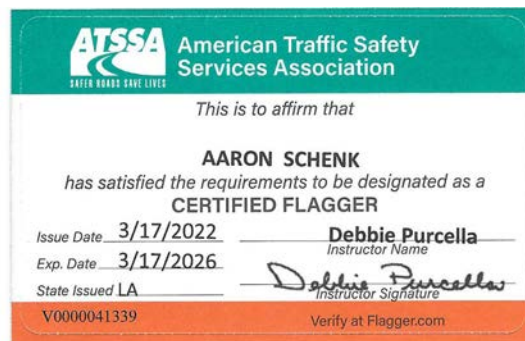 ATSSA
SAFER ROADS SAVE LIVES
American Traffic Safety
Services Association
This is to affirm that
AARON SCHENK
has satisfied the requirements to be designated as a
CERTIFIED FLAGGER
Issue Date 3/17/2022
Debbie Purcella
Instructor Name
Exp. Date 3/17/2026
Debbie Purcella
Instructor Signature
State Issued LA
V0000041339
Verify at Flagger.com